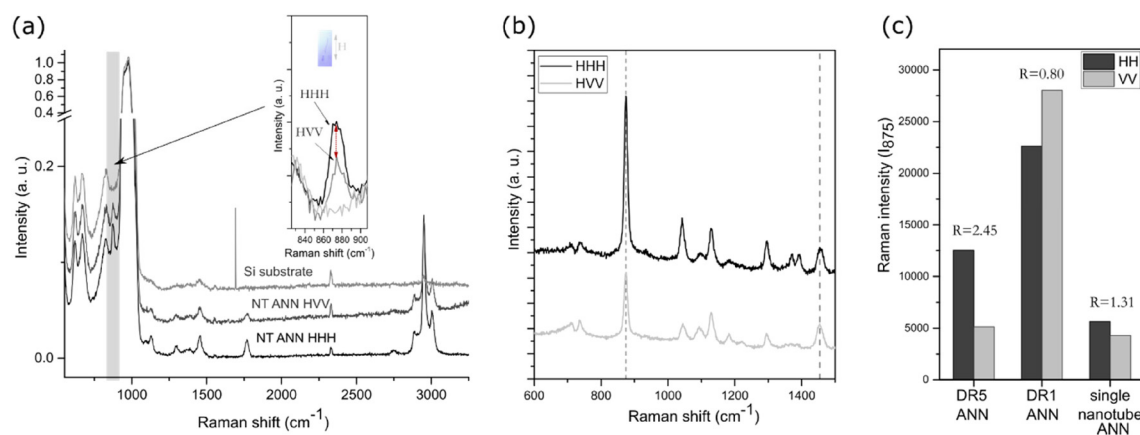 (a)
1.0
0.8
0.6
0.4
0.2
0.0
Intensity (a. u.)
1000
1500
2000
2500
3000
Raman shift (cm⁻¹)
Si substrate
NT ANN HVV
NT ANN HHH
H
HHH
HVV
Intensity (a. u.)
840
860
880
900
Raman shift (cm⁻¹)
(b)
HHH
HVV
Intensity (a. u.)
600
800
1000
1200
1400
Raman shift (cm⁻¹)
(c)
HH
VV
Raman intensity (I875)
30000
25000
20000
15000
10000
5000
0
R=2.45
R=0.80
R=1.31
DR5
ANN
DR1
ANN
single
nanotube
ANN